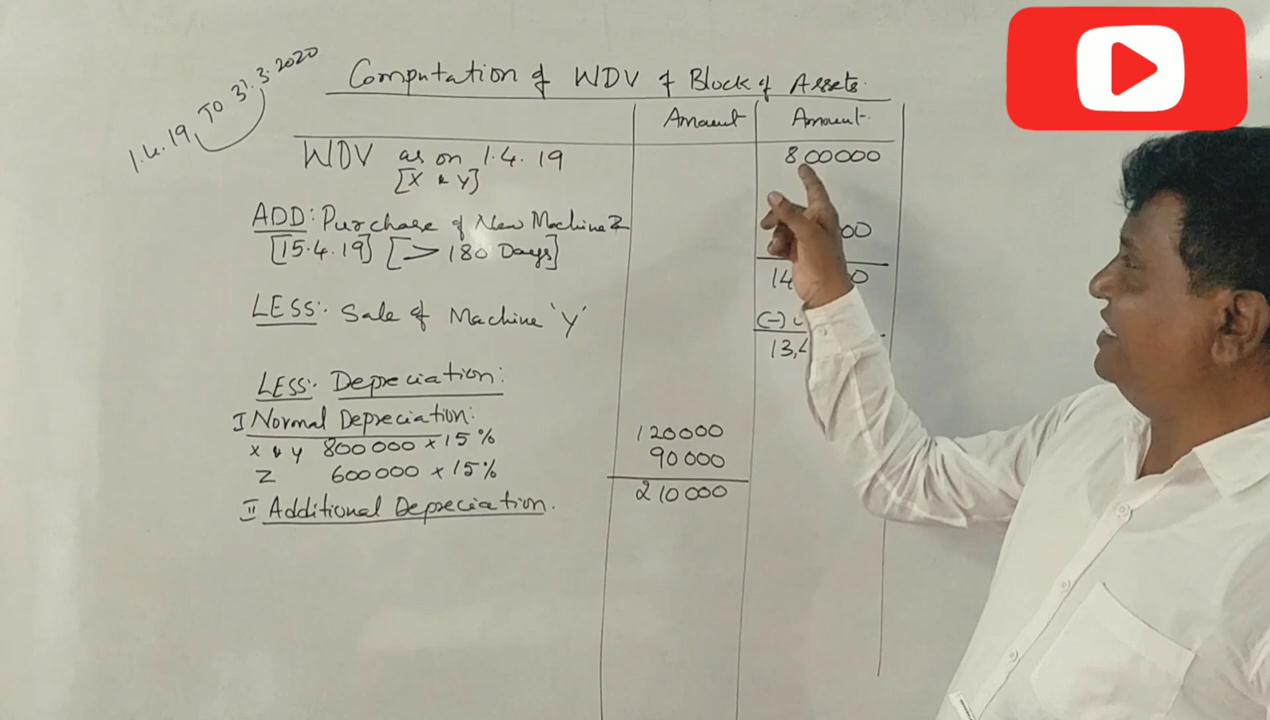 1.4.19 TO 31.3.2020
Computation of WDV of Block of Assets.
Amount Amount.
WDV as on 1.4.19 800000
[X & Y]
ADD: Purchase of New Machine Z 00
[15.4.19] [> 180 Days]
14 0
LESS: Sale of Machine 'Y' (-)
13,
LESS: Depreciation:
I Normal Depreciation:
X & Y 800000 x 15% 120000
Z 600000 x 15% 90000
210000
II Additional Depreciation.